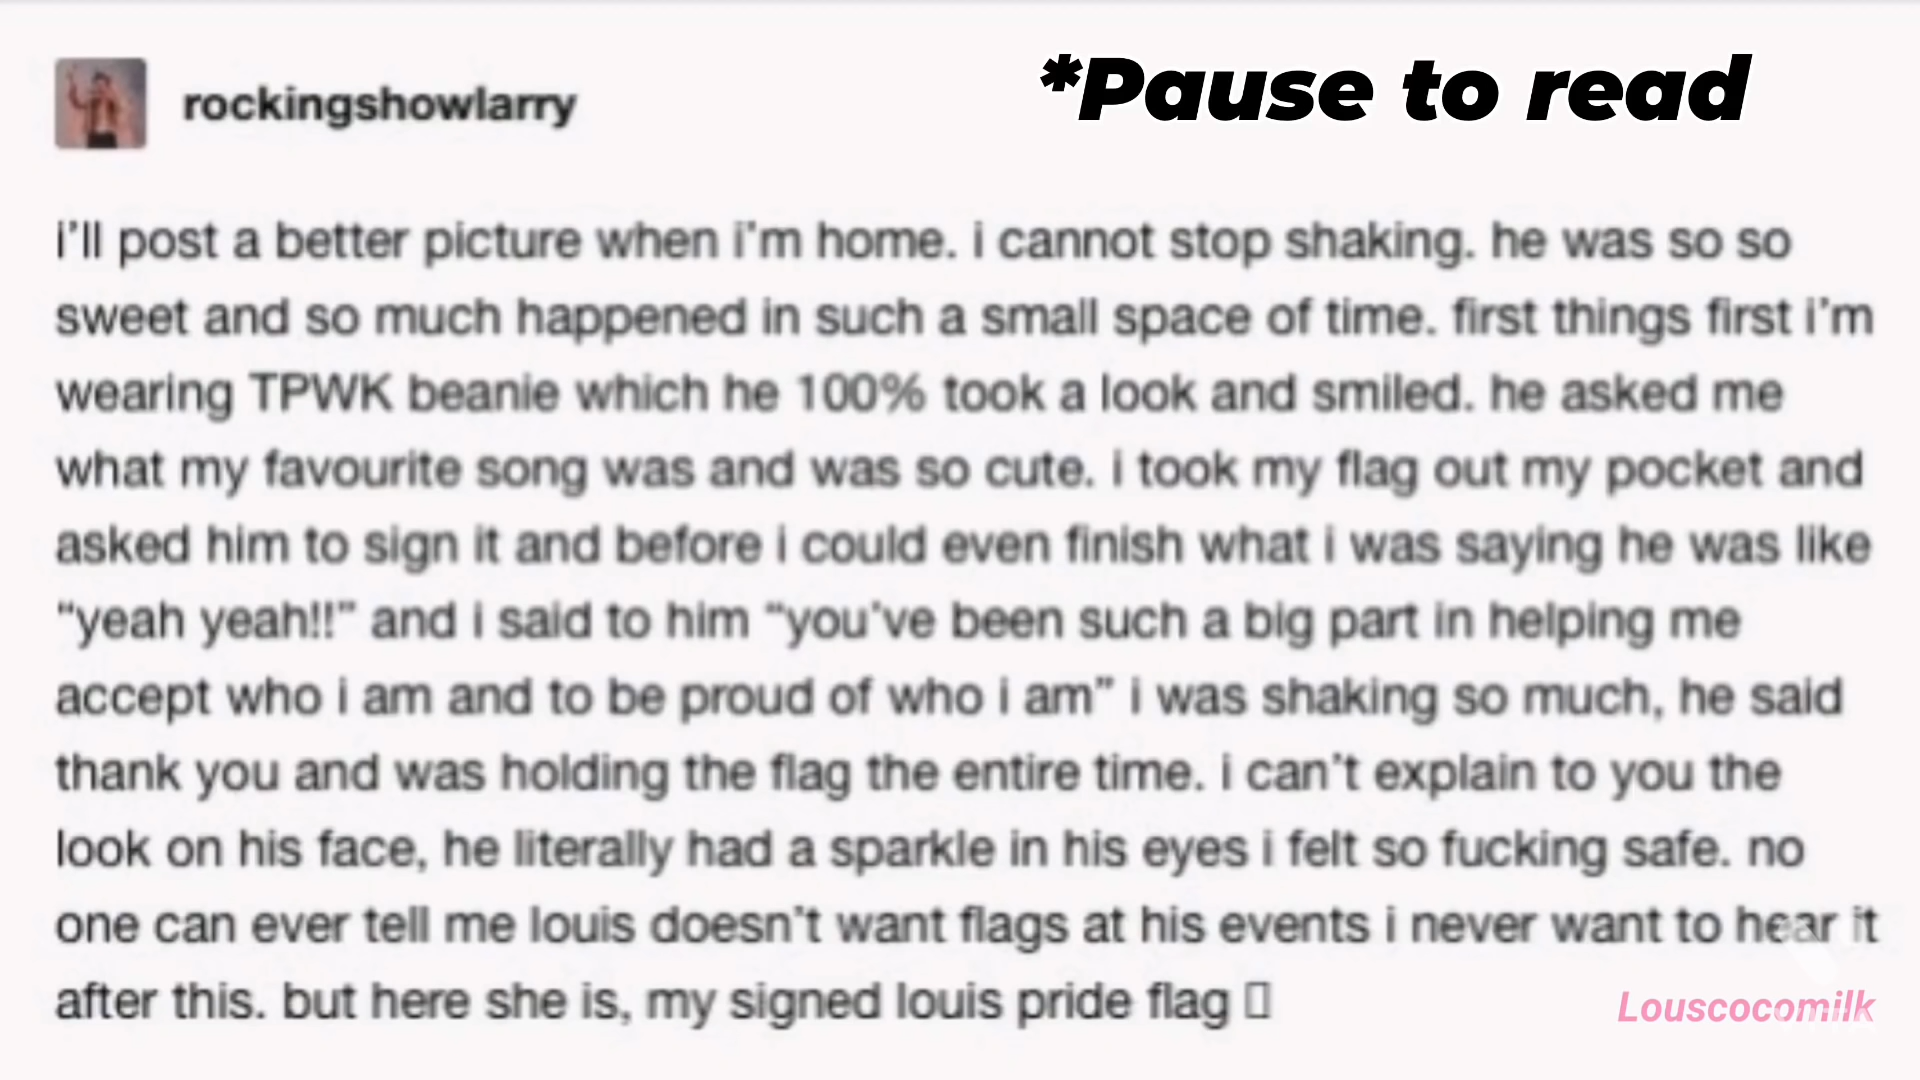 rockingshowlarry
*Pause to read
i'll post a better picture when i'm home. i cannot stop shaking. he was so so
sweet and so much happened in such a small space of time. first things first i'm
wearing TPWK beanie which he 100% took a look and smiled. he asked me
what my favourite song was and was so cute. i took my flag out my pocket and
asked him to sign it and before i could even finish what i was saying he was like
“yeah yeah!!” and i said to him “you've been such a big part in helping me
accept who i am and to be proud of who i am” i was shaking so much, he said
thank you and was holding the flag the entire time. i can't explain to you the
look on his face, he literally had a sparkle in his eyes i felt so fucking safe. no
one can ever tell me louis doesn't want flags at his events i never want to hear it
after this. but here she is, my signed louis pride flag
Louscocomilk